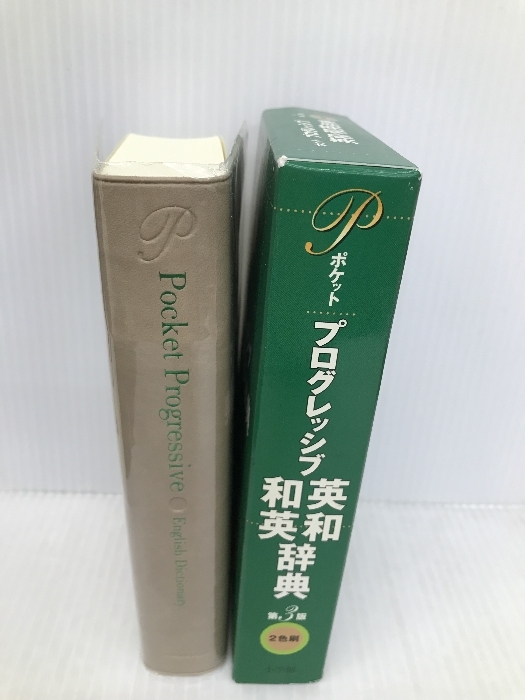 P
Pocket Progressive
English Dictionary
P
ポケット
プログレッシブ
英和
和英
辞典
第3版
2色刷